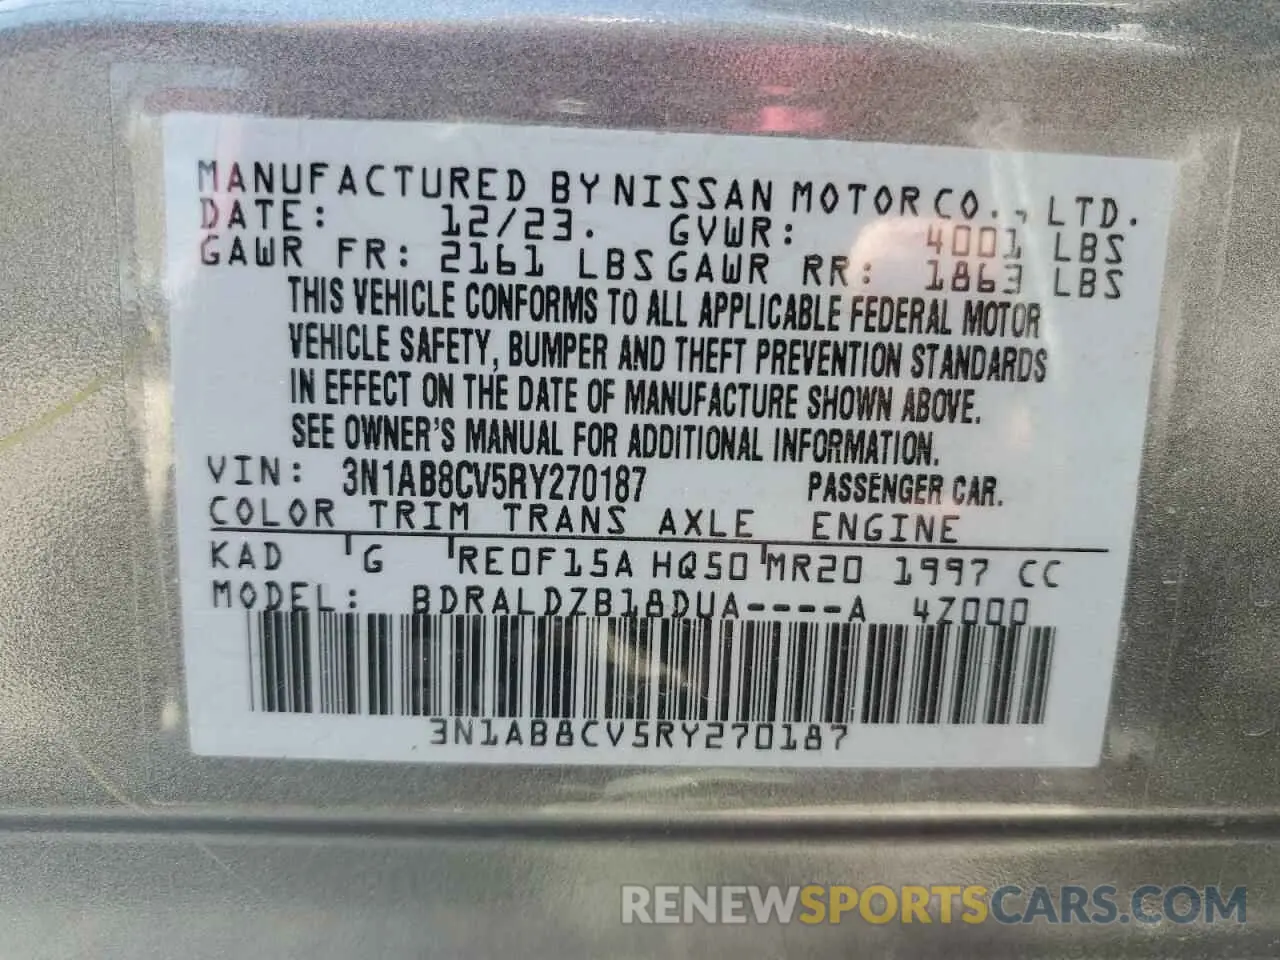 MANUFACTURED BY NISSAN MOTOR CO., LTD.
DATE: 12/23. GVWR: 4001 LBS
GAWR FR: 2161 LBS GAWR RR: 1863 LBS
THIS VEHICLE CONFORMS TO ALL APPLICABLE FEDERAL MOTOR
VEHICLE SAFETY, BUMPER AND THEFT PREVENTION STANDARDS
IN EFFECT ON THE DATE OF MANUFACTURE SHOWN ABOVE.
SEE OWNER'S MANUAL FOR ADDITIONAL INFORMATION.
VIN: 3N1AB8CV5RY270187 PASSENGER CAR.
COLOR TRIM TRANS AXLE ENGINE
KAD G RE0F15A HQ50 MR20 1997 CC
MODEL: BDRALDZB18DUA----A 4Z000
3N1AB8CV5RY270187
RENEWSPORTSCARS.COM